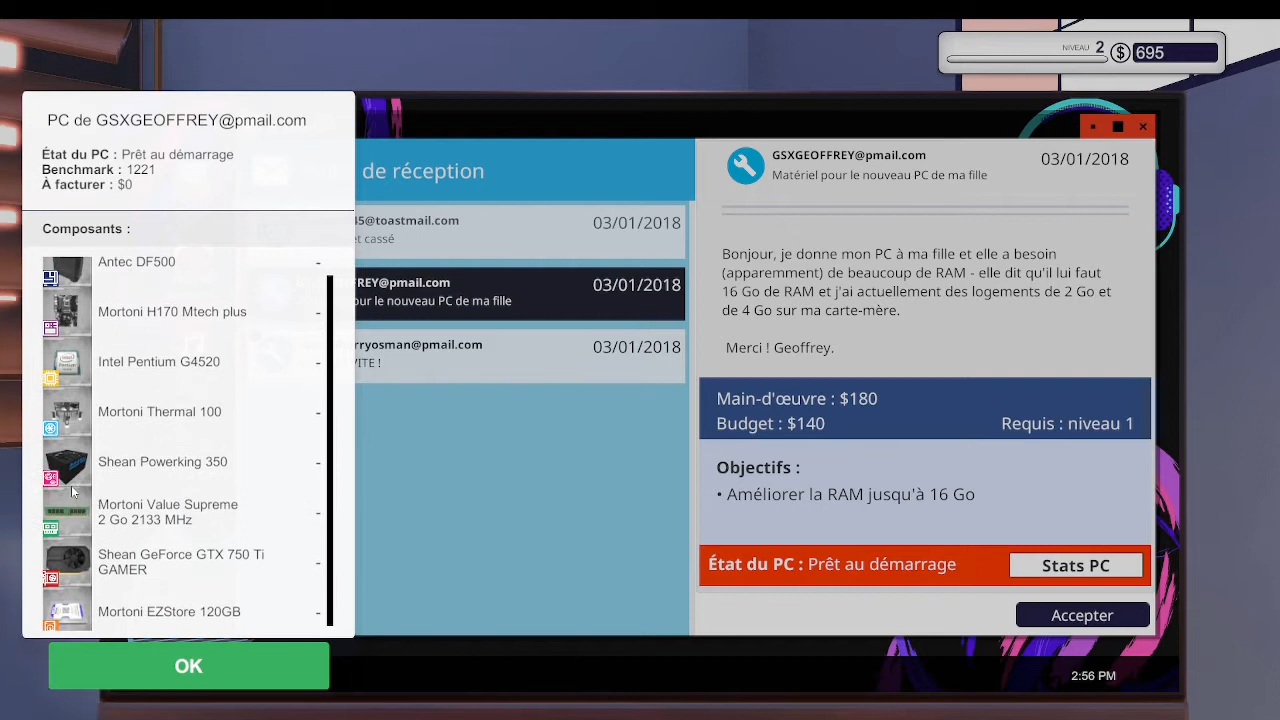 NIVEAU 2 $ 695
PC de GSXGEOFFREY@pmail.com
État du PC : Prêt au démarrage
Benchmark : 1221
À facturer : $0
Composants :
Antec DF500 -
Mortoni H170 Mtech plus -
Intel Pentium G4520 -
Mortoni Thermal 100 -
Shean Powerking 350 -
Mortoni Value Supreme
2 Go 2133 MHz -
Shean GeForce GTX 750 Ti
GAMER -
Mortoni EZStore 120GB -
OK
de réception
45@toastmail.com 03/01/2018
et cassé
FREY@pmail.com 03/01/2018
our le nouveau PC de ma fille
rryosman@pmail.com 03/01/2018
VITE !
GSXGEOFFREY@pmail.com 03/01/2018
Matériel pour le nouveau PC de ma fille
Bonjour, je donne mon PC à ma fille et elle a besoin
(apparemment) de beaucoup de RAM - elle dit qu'il lui faut
16 Go de RAM et j'ai actuellement des logements de 2 Go et
de 4 Go sur ma carte-mère.
Merci ! Geoffrey.
Main-d'œuvre : $180
Budget : $140 Requis : niveau 1
Objectifs :
• Améliorer la RAM jusqu'à 16 Go
État du PC : Prêt au démarrage Stats PC
Accepter
2:56 PM